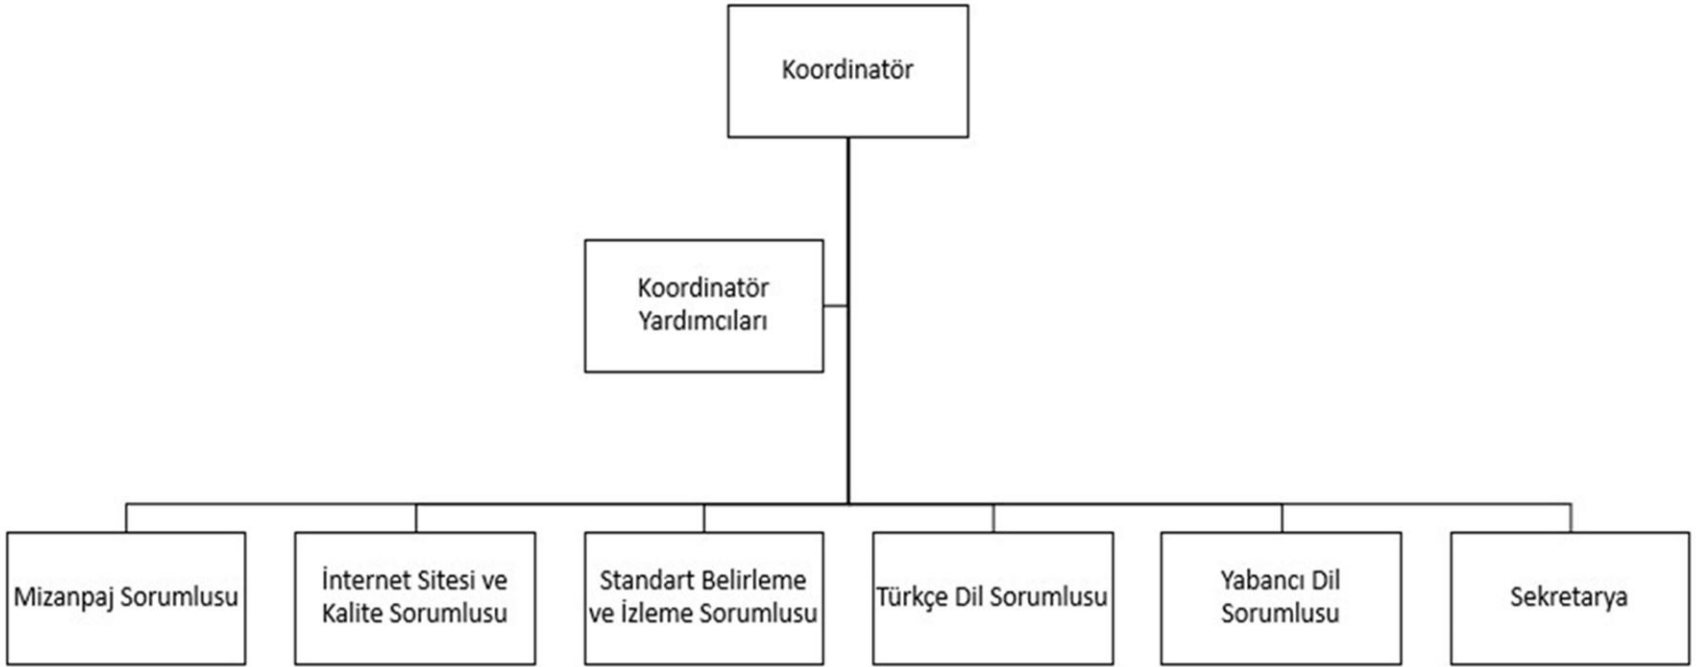 Koordinatör
Koordinatör
Yardımcıları
Mizanpaj Sorumlusu
İnternet Sitesi ve
Kalite Sorumlusu
Standart Belirleme
ve İzleme Sorumlusu
Türkçe Dil Sorumlusu
Yabancı Dil
Sorumlusu
Sekretarya